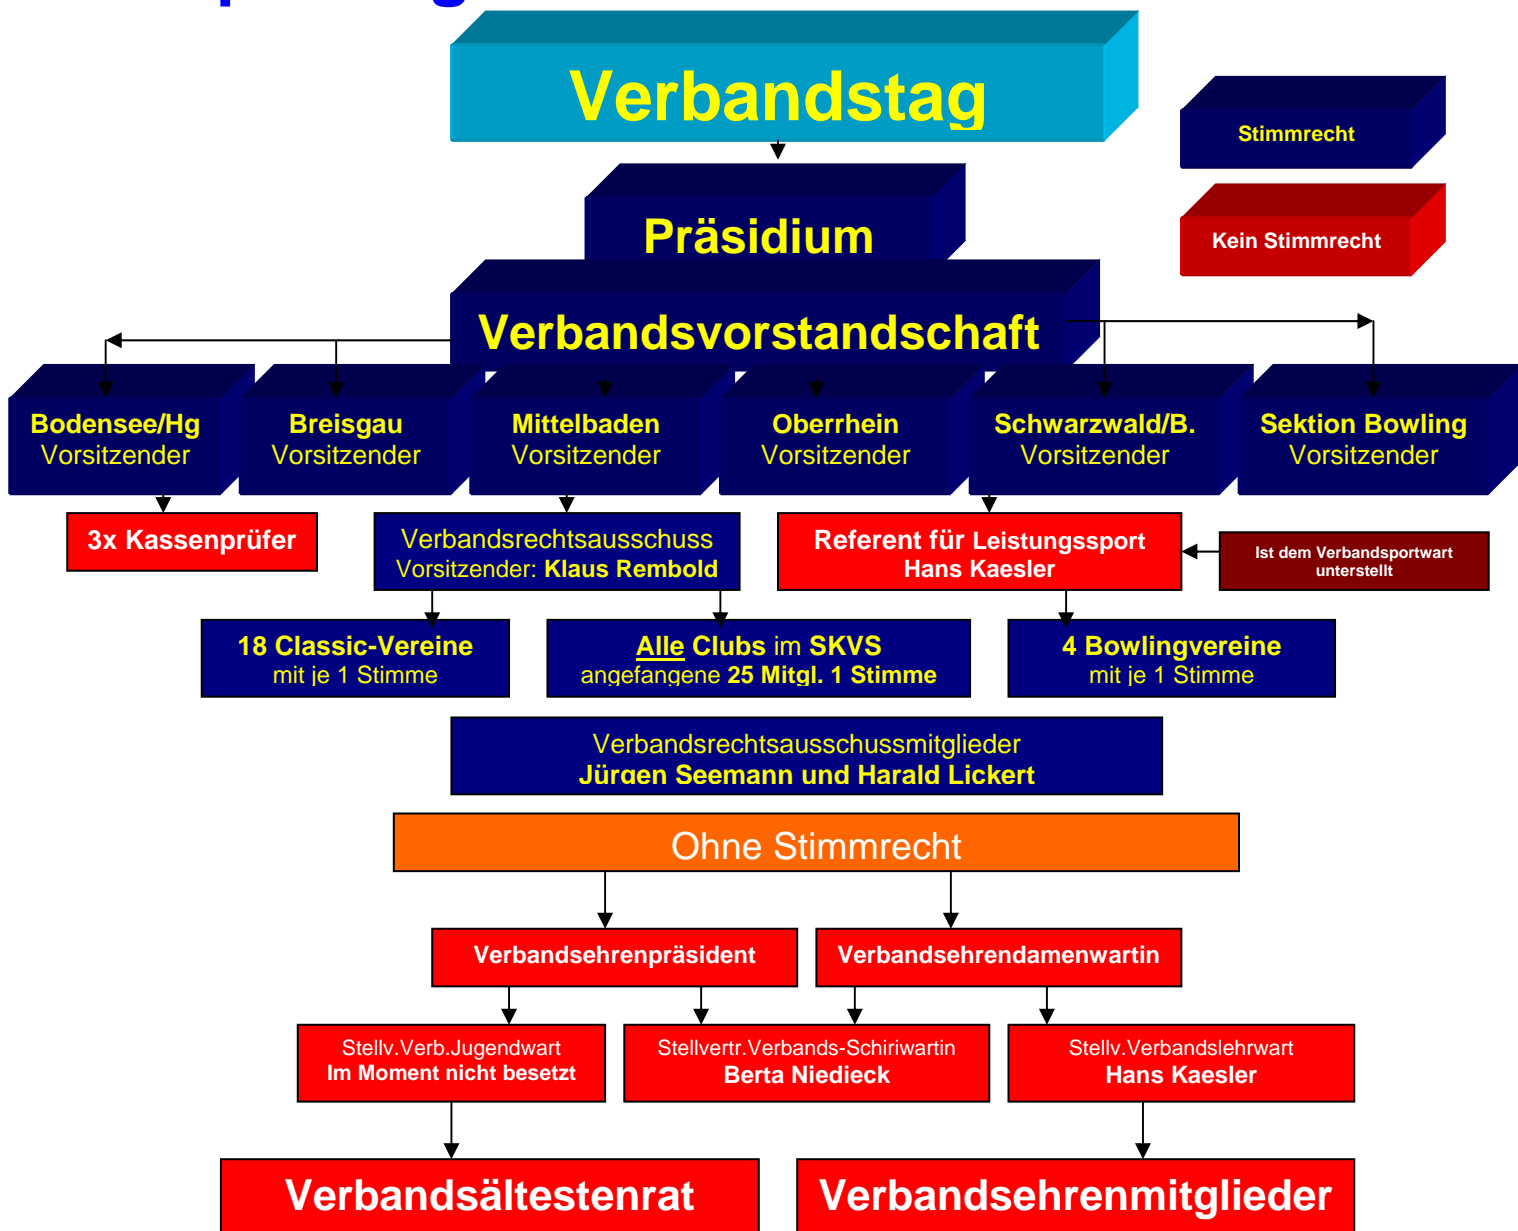 Verbandstag
Stimmrecht
Präsidium
Kein Stimmrecht
Verbandsvorstandschaft
Bodensee/Hg
Vorsitzender
Breisgau
Vorsitzender
Mittelbaden
Vorsitzender
Oberrhein
Vorsitzender
Schwarzwald/B.
Vorsitzender
Sektion Bowling
Vorsitzender
3x Kassenprüfer
Verbandsrechtsausschuss
Vorsitzender: Klaus Rembold
Referent für Leistungssport
Hans Kaesler
Ist dem Verbandsportwart
unterstellt
18 Classic-Vereine
mit je 1 Stimme
Alle Clubs im SKVS
angefangene 25 Mitgl. 1 Stimme
4 Bowlingvereine
mit je 1 Stimme
Verbandsrechtsausschussmitglieder
Jürgen Seemann und Harald Lickert
Ohne Stimmrecht
Verbandsehrenpräsident
Verbandsehrendamenwartin
Stellv.Verb.Jugendwart
Im Moment nicht besetzt
Stellvertr.Verbands-Schiriwartin
Berta Niedieck
Stellv.Verbandslehrwart
Hans Kaesler
Verbandsältestenrat
Verbandsehrenmitglieder